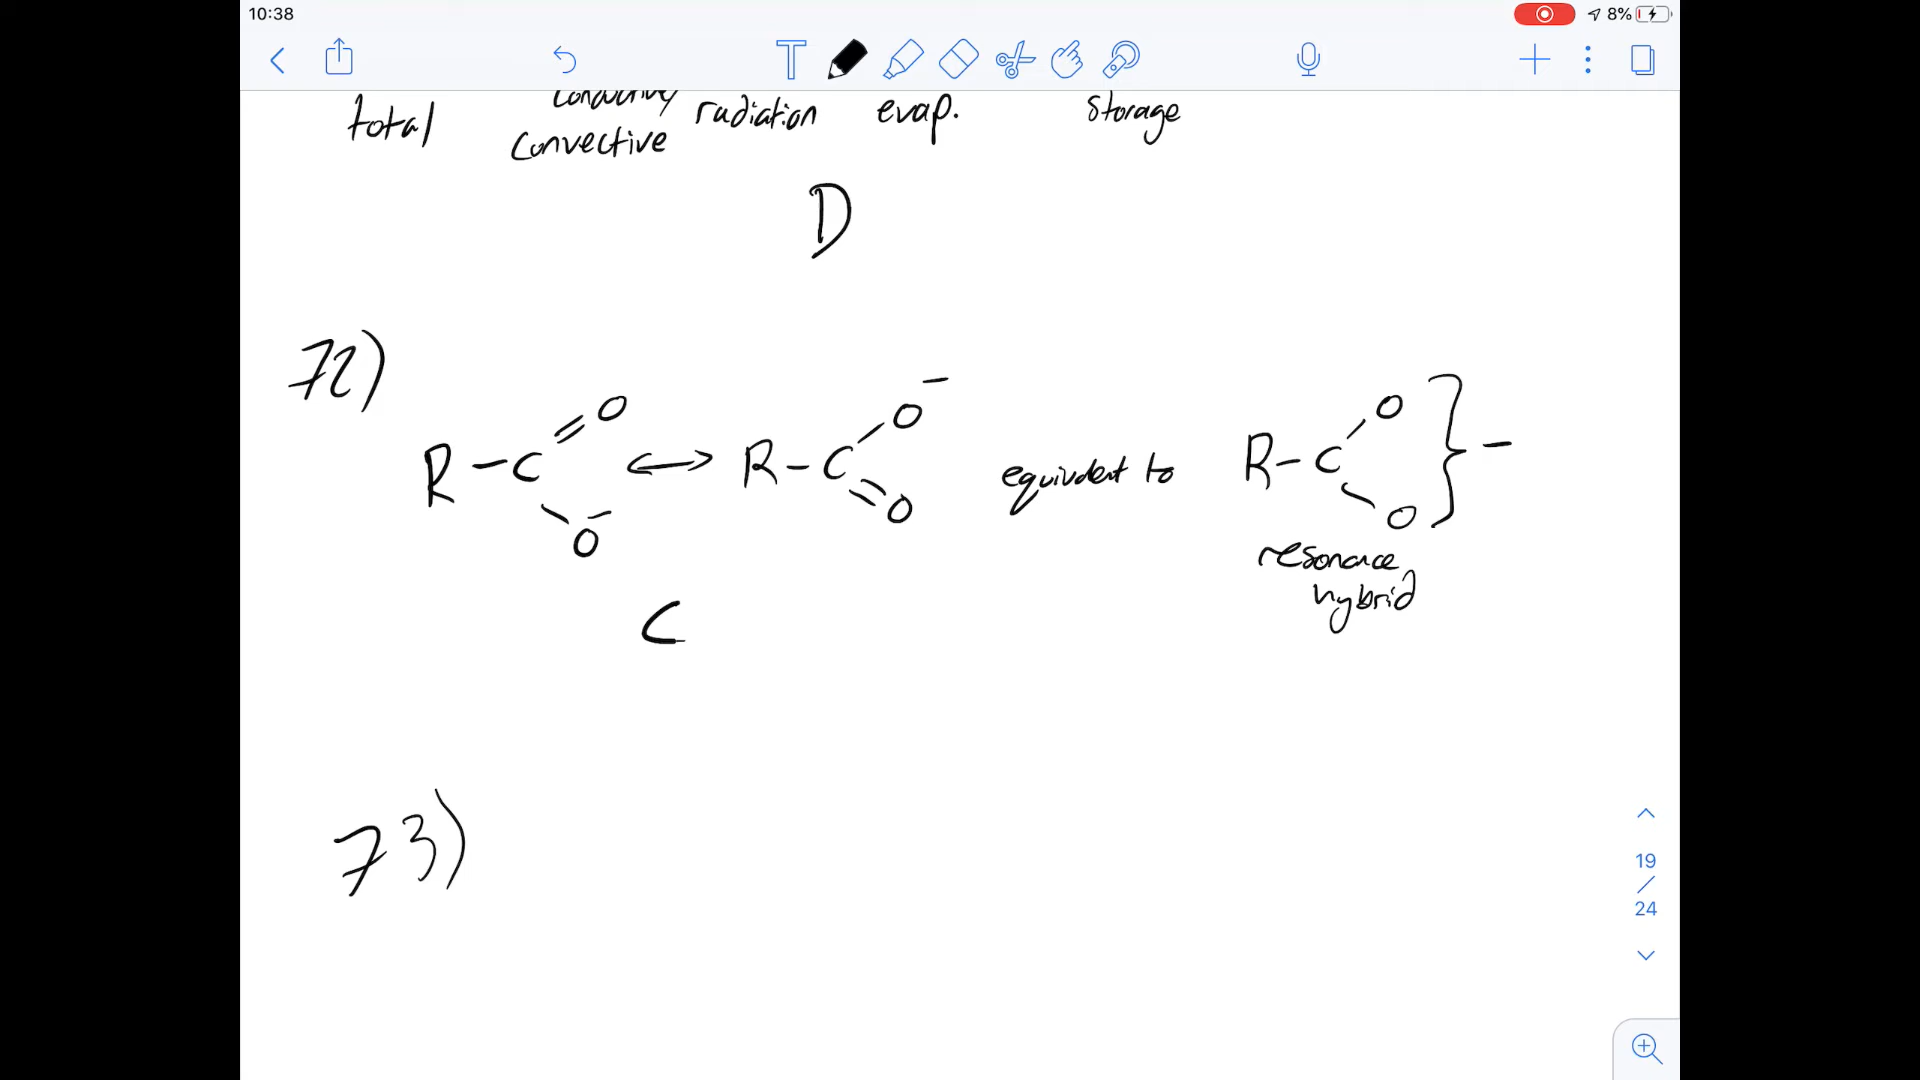 10:38
8%
total
convective
radiation
evap.
storage
D
72)
R-C=O
O-
↔
R-C-O-
=O
equivalent to
R-C-O
O
} -
resonance
hybrid
C
73)
19
/
24